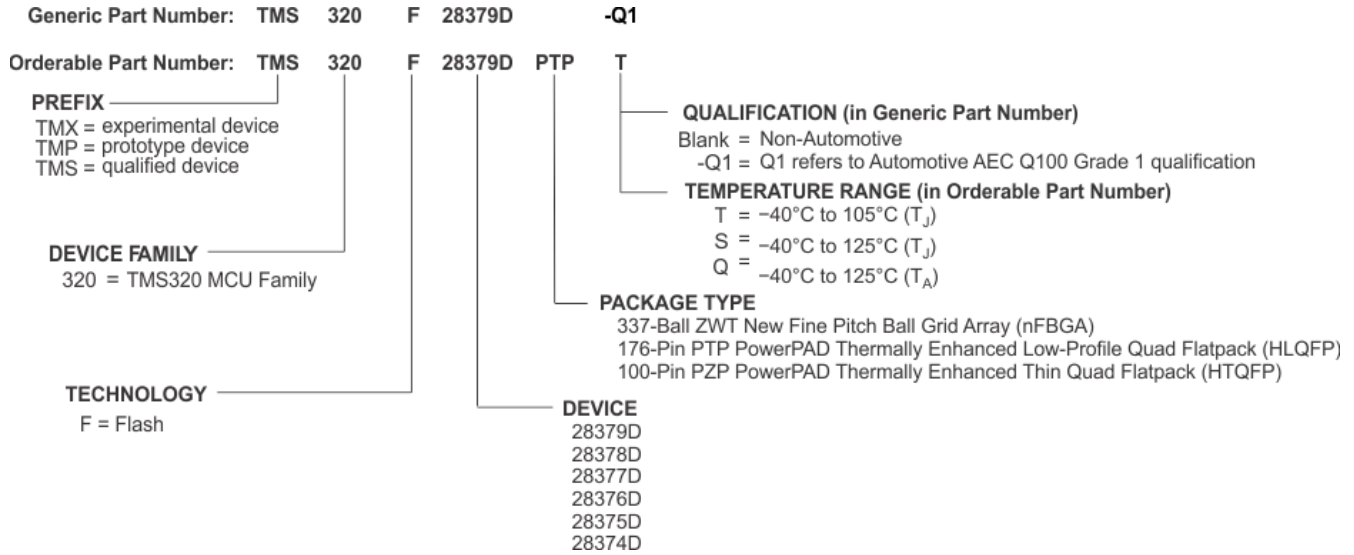 Generic Part Number: TMS 320 F 28379D -Q1
Orderable Part Number: TMS 320 F 28379D PTP T
PREFIX
TMX = experimental device
TMP = prototype device
TMS = qualified device
QUALIFICATION (in Generic Part Number)
Blank = Non-Automotive
-Q1 = Q1 refers to Automotive AEC Q100 Grade 1 qualification
TEMPERATURE RANGE (in Orderable Part Number)
T = −40°C to 105°C (TJ)
S = −40°C to 125°C (TJ)
Q = −40°C to 125°C (TA)
DEVICE FAMILY
320 = TMS320 MCU Family
PACKAGE TYPE
337-Ball ZWT New Fine Pitch Ball Grid Array (nFBGA)
176-Pin PTP PowerPAD Thermally Enhanced Low-Profile Quad Flatpack (HLQFP)
100-Pin PZP PowerPAD Thermally Enhanced Thin Quad Flatpack (HTQFP)
TECHNOLOGY
F = Flash
DEVICE
28379D
28378D
28377D
28376D
28375D
28374D